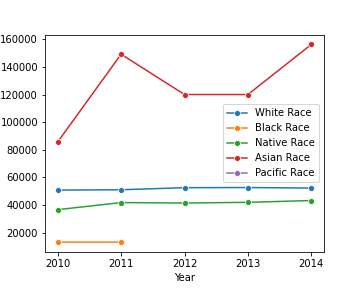 160000
140000
120000
100000
80000
60000
40000
20000
White Race
Black Race
Native Race
Asian Race
Pacific Race
2010 2011 2012 2013 2014
Year